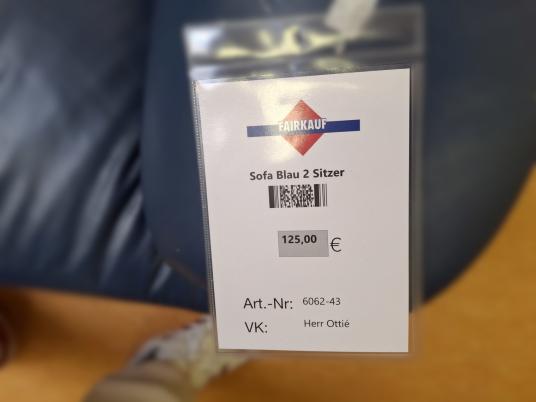 FAIRKAUF
Sofa Blau 2 Sitzer
125,00 €
Art.-Nr: 6062-43
VK: Herr Ottié